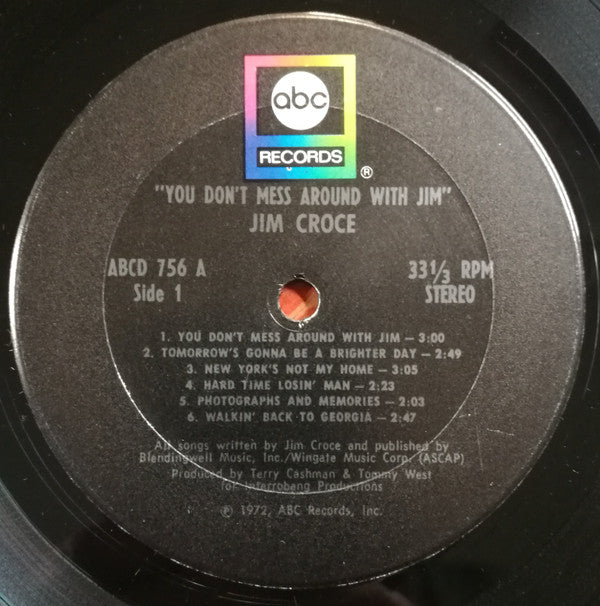 abc
RECORDS
®
"YOU DON'T MESS AROUND WITH JIM"
JIM CROCE
ABCD 756 A
Side 1
33⅓ RPM
STEREO
1. YOU DON'T MESS AROUND WITH JIM — 3:00
2. TOMORROW'S GONNA BE A BRIGHTER DAY — 2:49
3. NEW YORK'S NOT MY HOME — 3:05
4. HARD TIME LOSIN' MAN — 2:23
5. PHOTOGRAPHS AND MEMORIES — 2:03
6. WALKIN' BACK TO GEORGIA — 2:47
All songs written by Jim Croce and published by
Blendingwell Music, Inc./Wingate Music Corp. (ASCAP)
Produced by Terry Cashman & Tommy West
for Interrobang Productions
℗ 1972, ABC Records, Inc.